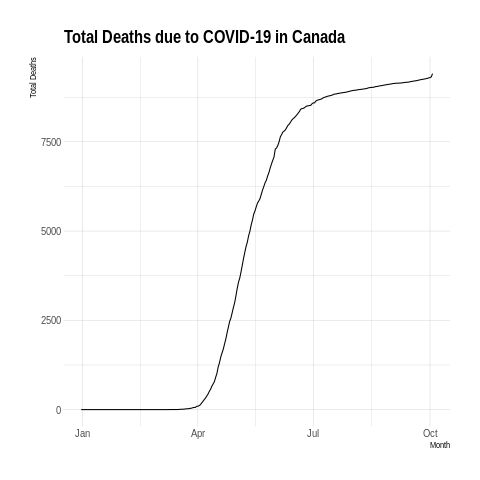 Total Deaths due to COVID-19 in Canada
Total Deaths
7500
5000
2500
0
Jan Apr Jul Oct
Month